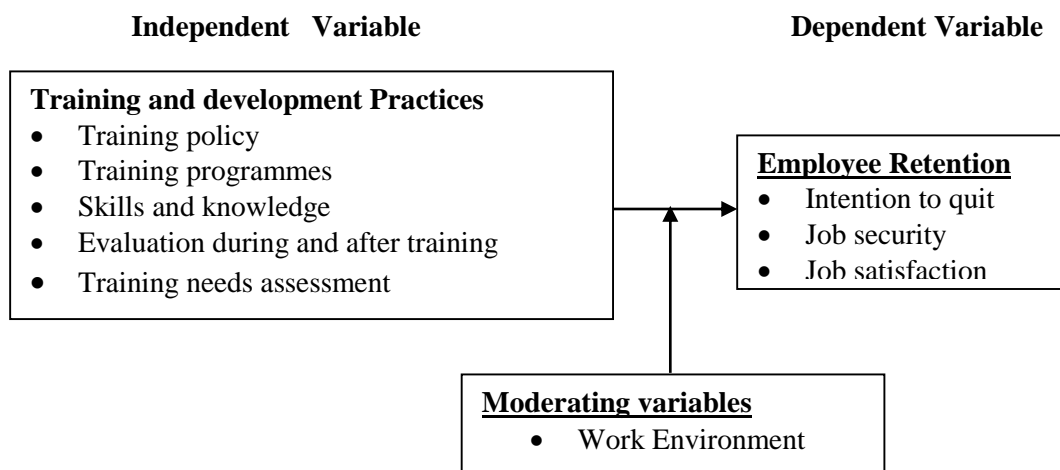 Independent Variable
Dependent Variable
Training and development Practices
• Training policy
• Training programmes
• Skills and knowledge
• Evaluation during and after training
• Training needs assessment
Employee Retention
• Intention to quit
• Job security
• Job satisfaction
Moderating variables
• Work Environment